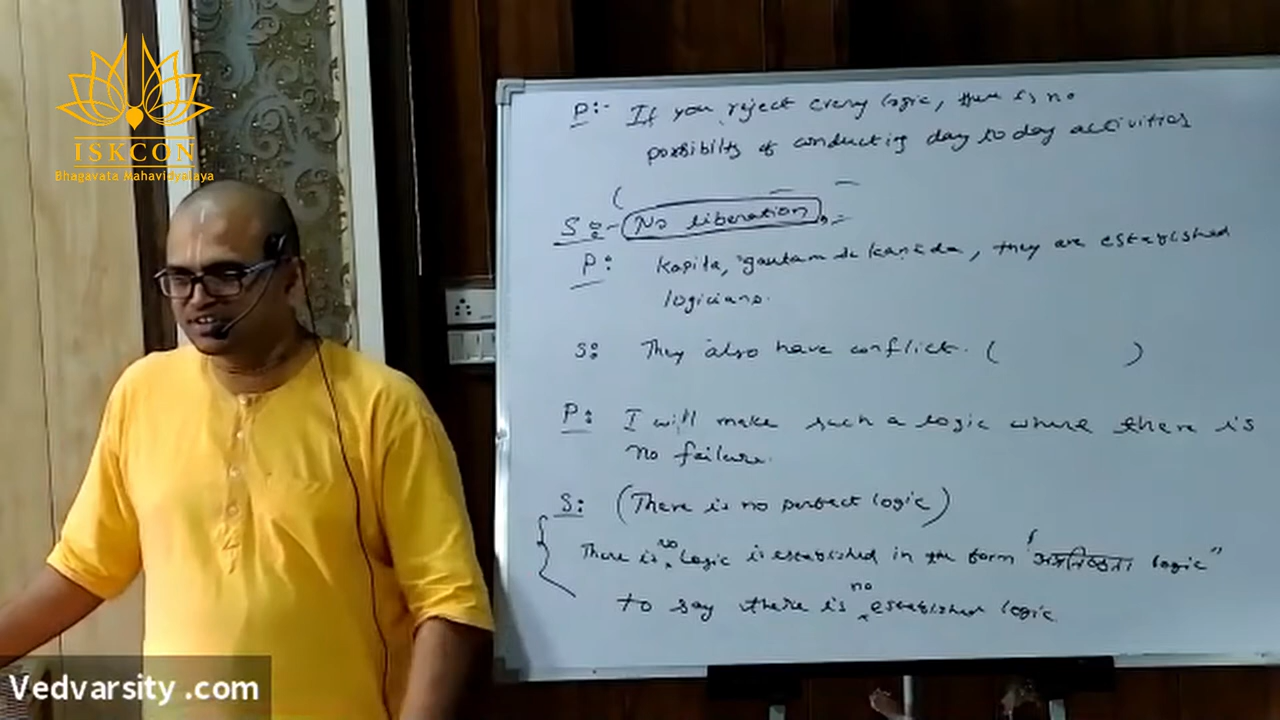 ISKCON
Bhagavata Mahavidyalaya
P:- If you reject every logic, there is no
possibilty of conducting day to day activities
S:- No liberation
P: Kapila, gautam & Kanada, they are established
logicians.
S: They also have conflict. ( )
P: I will make such a logic where there is
no failure.
S: (There is no perfect logic)
There is no logic is established in the form " logic"
to say there is no established logic.
Vedvarsity .com